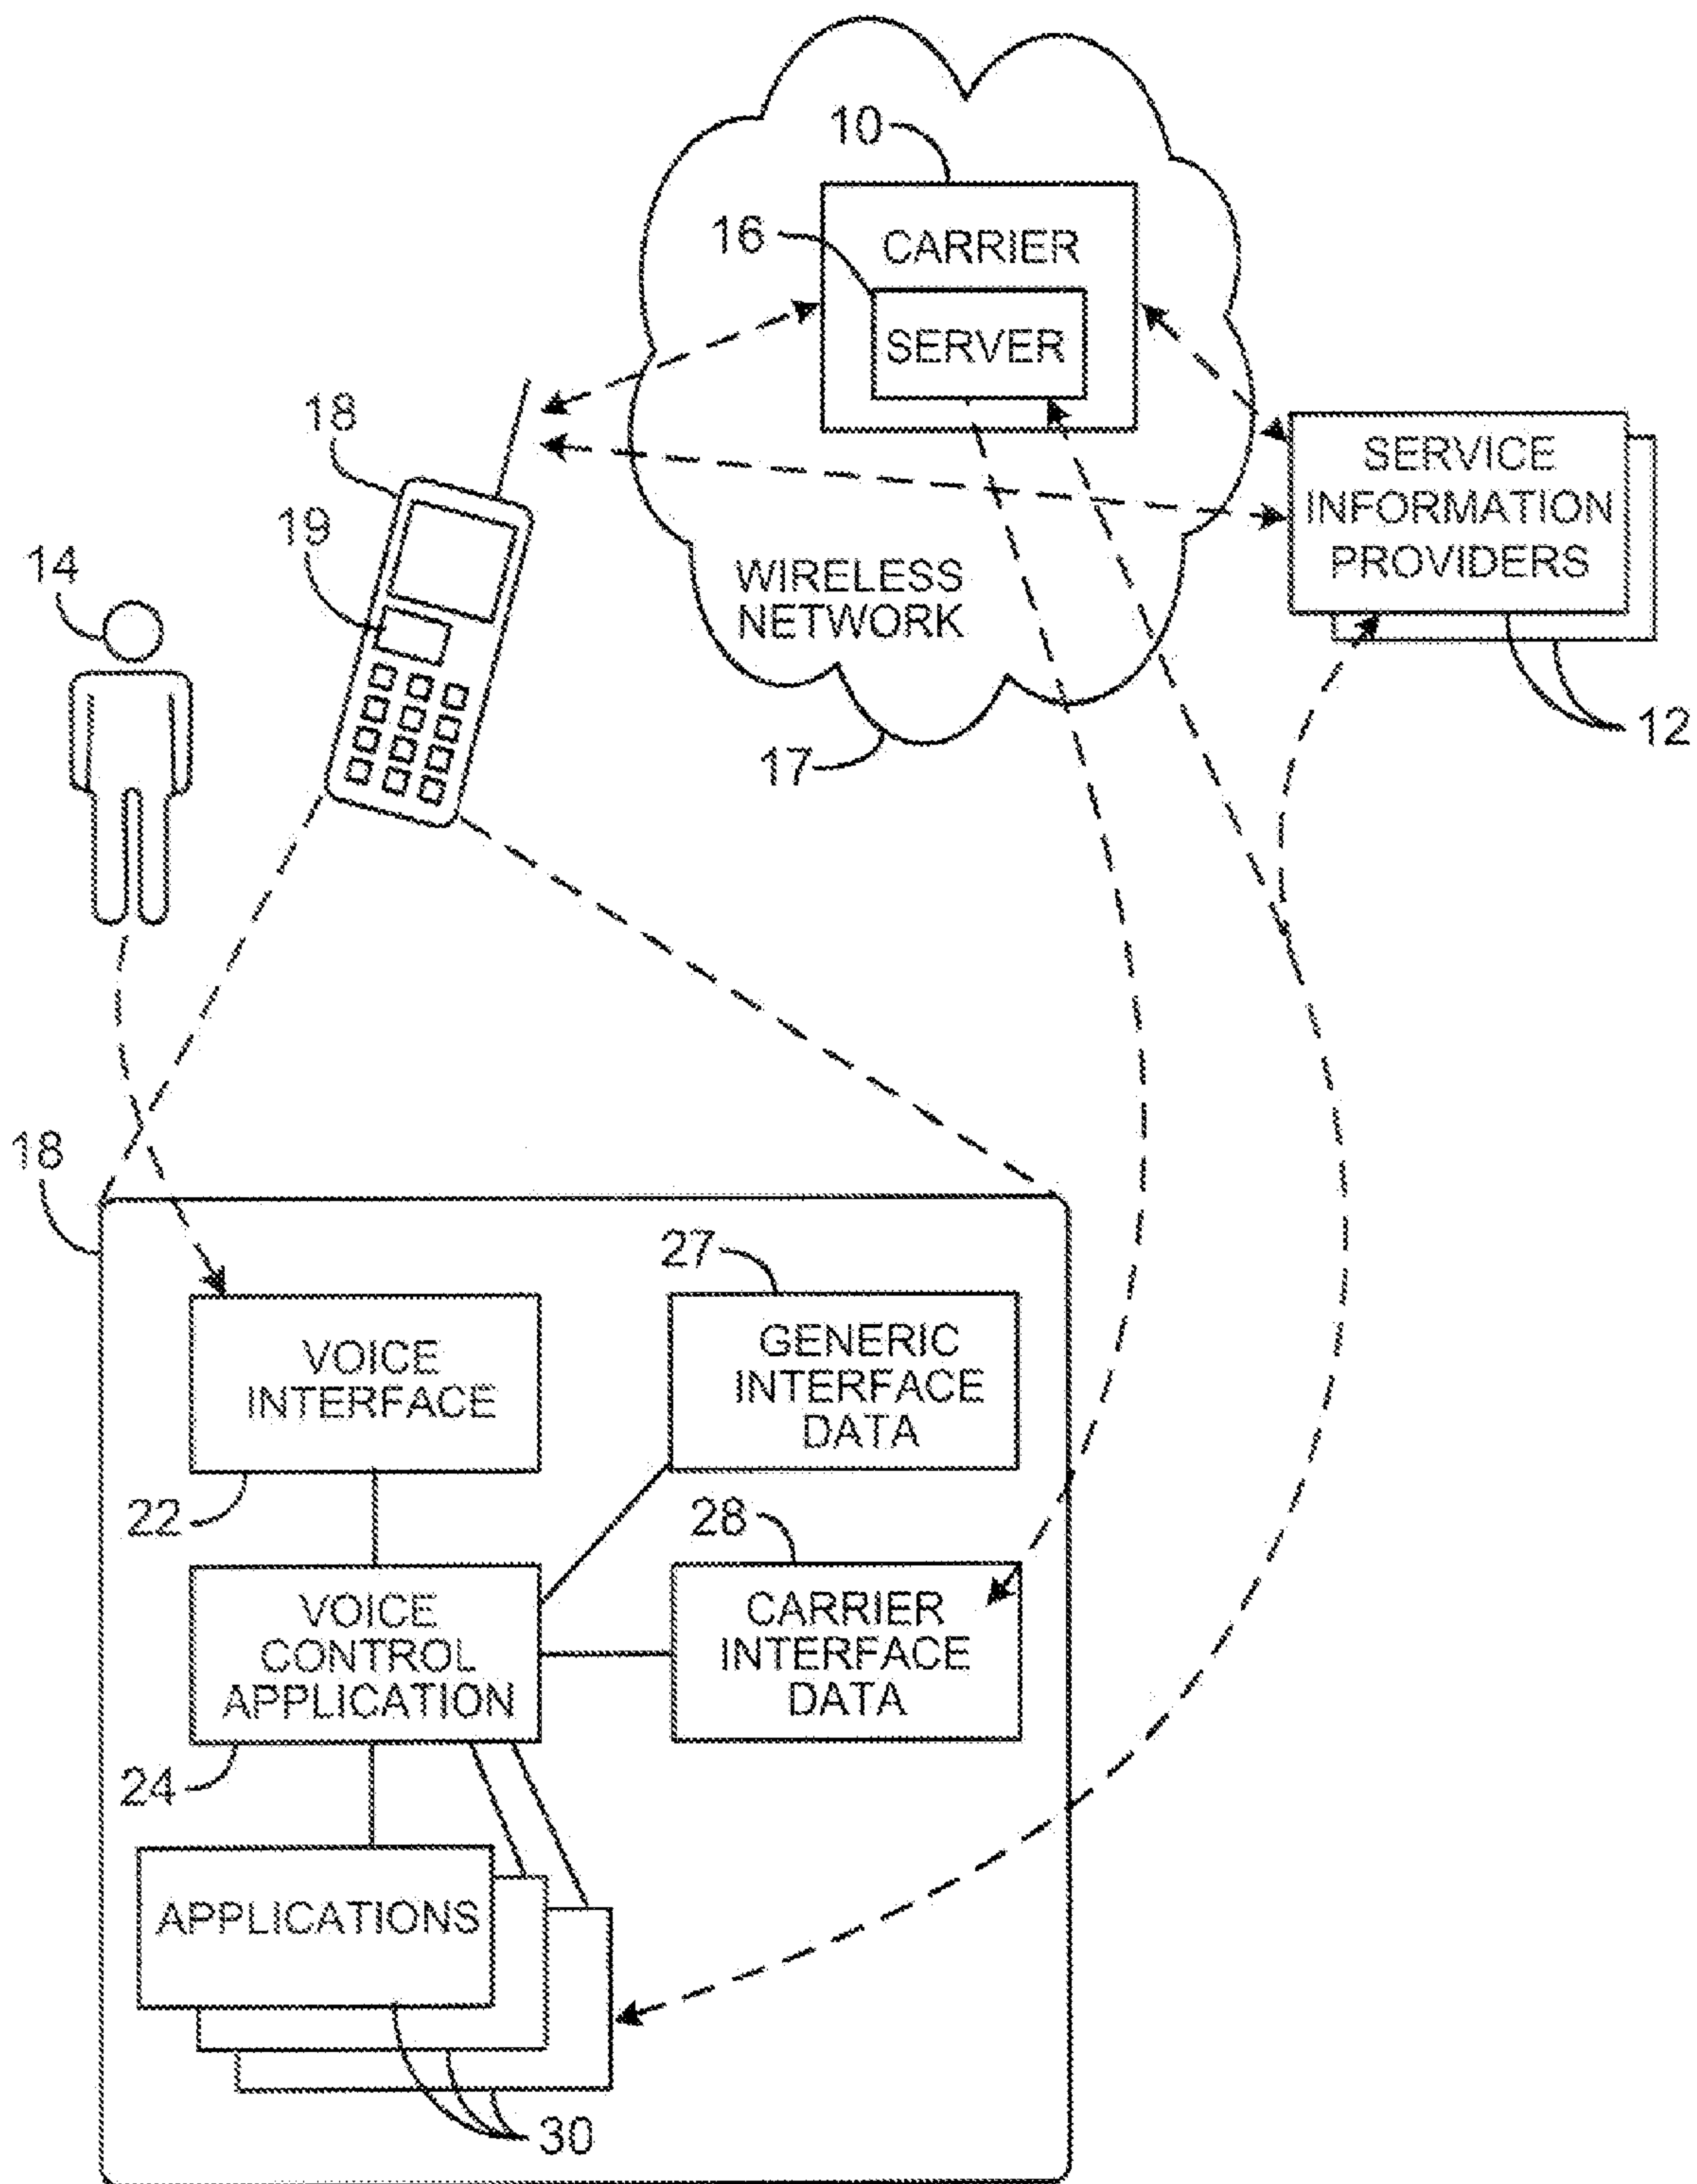 10
16
CARRIER
SERVER
18
19
14
SERVICE
INFORMATION
PROVIDERS
WIRELESS
NETWORK
12
17
18
27
VOICE
INTERFACE
GENERIC
INTERFACE
DATA
22
28
VOICE
CONTROL
APPLICATION
CARRIER
INTERFACE
DATA
24
APPLICATIONS
30